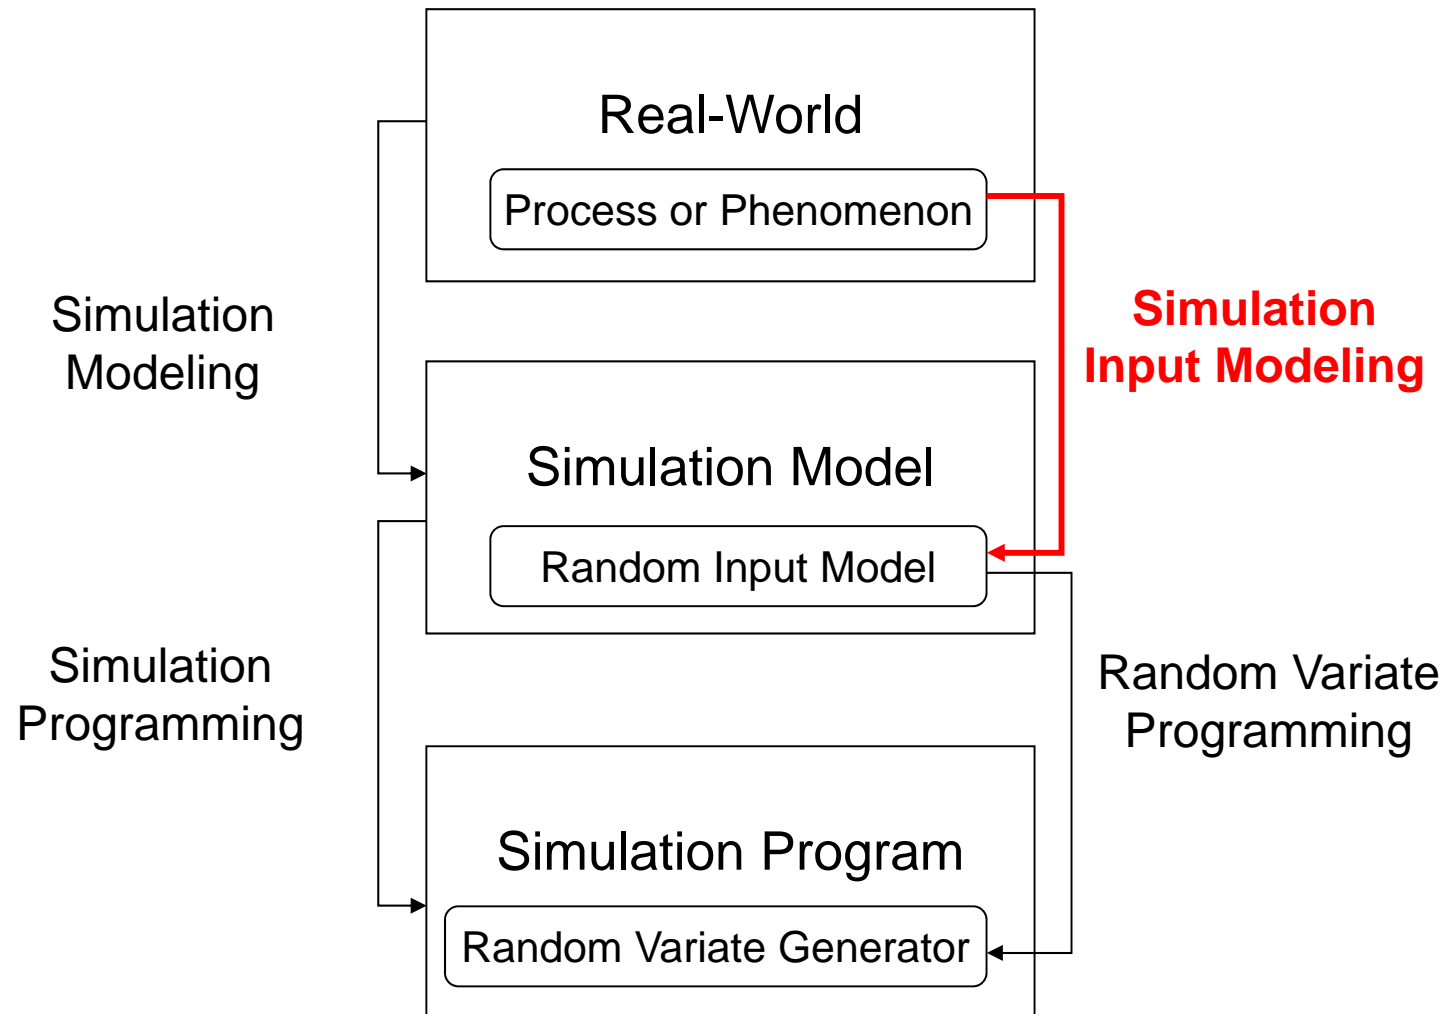 Real-World
Process or Phenomenon
Simulation
Modeling
Simulation
Input Modeling
Simulation Model
Random Input Model
Simulation
Programming
Random Variate
Programming
Simulation Program
Random Variate Generator